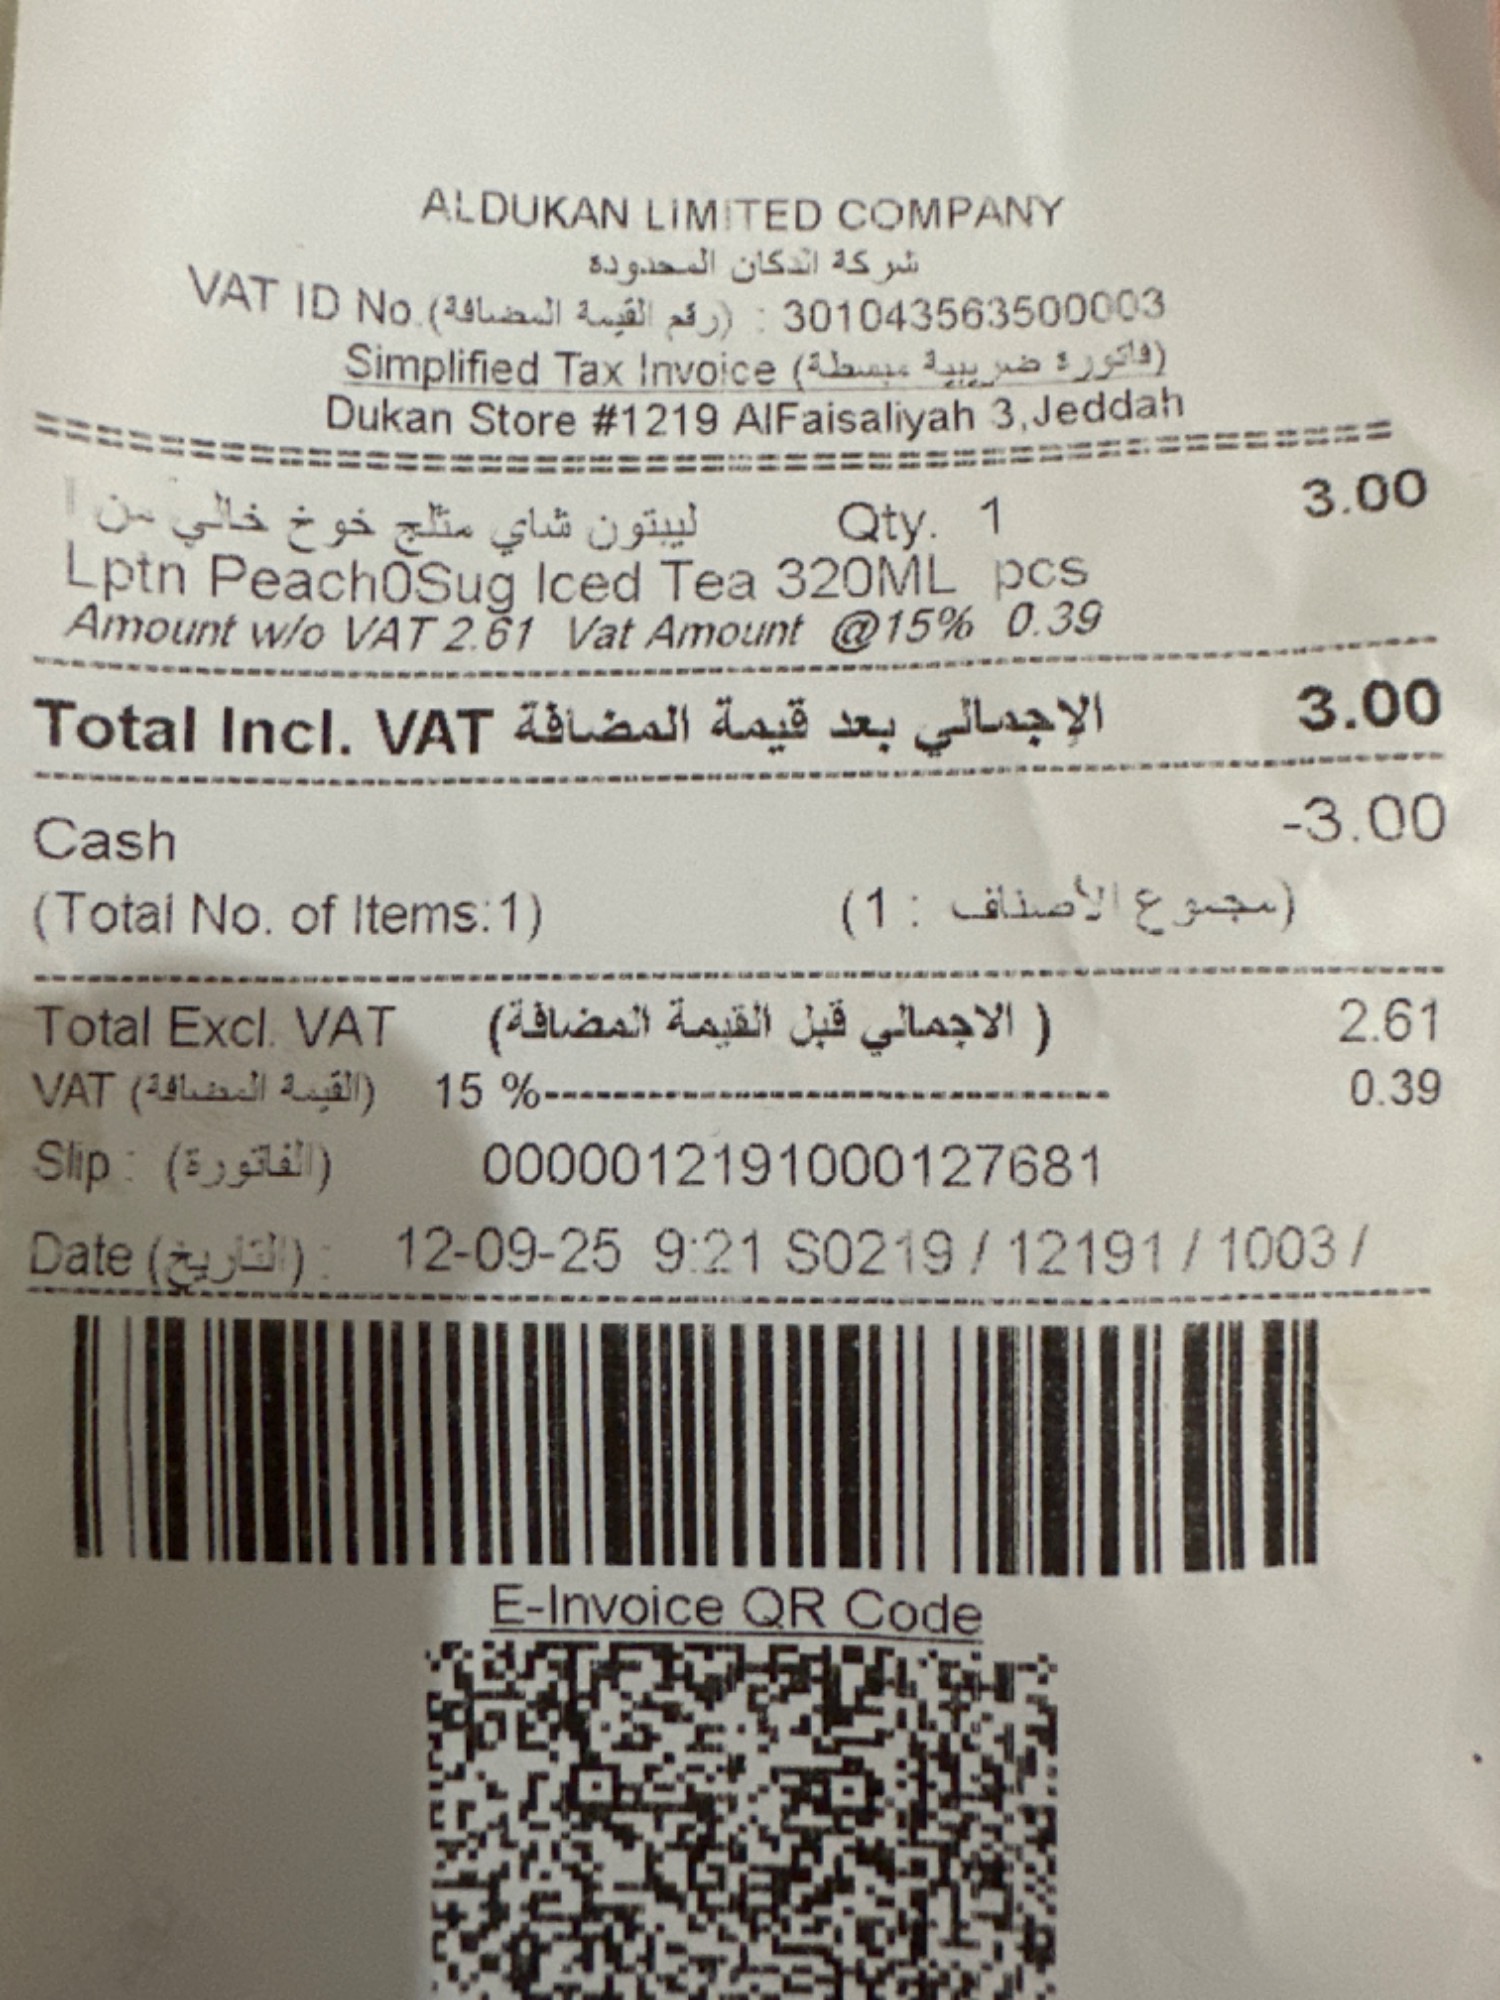 ALDUKAN LIMITED COMPANY
شركة الدكان المحدوده
VAT ID No.(رقم القيمة المضافة) : 301043563500003
Simplified Tax Invoice (فاتورة ضريبية مبسطة)
Dukan Store #1219 AlFaisaliyah 3,Jeddah
ليبتون شاي مثلج خوخ خالي من ا Qty. 1 3.00
Lptn Peach0Sug Iced Tea 320ML pcs
Amount w/o VAT 2.61 Vat Amount @15% 0.39
Total Incl. VAT الإجمالي بعد قيمة المضافة 3.00
Cash -3.00
(Total No. of Items:1) (مجموع الأصناف : 1)
Total Excl. VAT ( الاجمالي قبل القيمة المضافة) 2.61
VAT (القيمة المضافة) 15 %------------------------------------ 0.39
Slip : (الفاتورة) 0000012191000127681
Date (التاريخ) : 12-09-25 9:21 S0219 / 12191 / 1003 /
E-Invoice QR Code